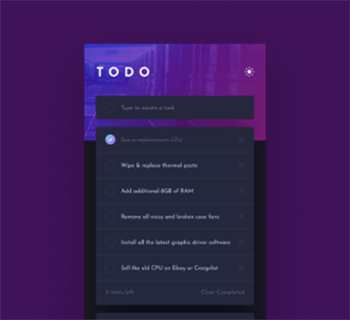 TODO
Type to create a task
Buy a replacement CPU
Wipe & replace thermal paste
Add additional 8GB of RAM
Remove all noisy and broken case fans
Install all the latest graphic driver software
Sell the old CPU on Ebay or Craigslist
5 items left Clear Completed